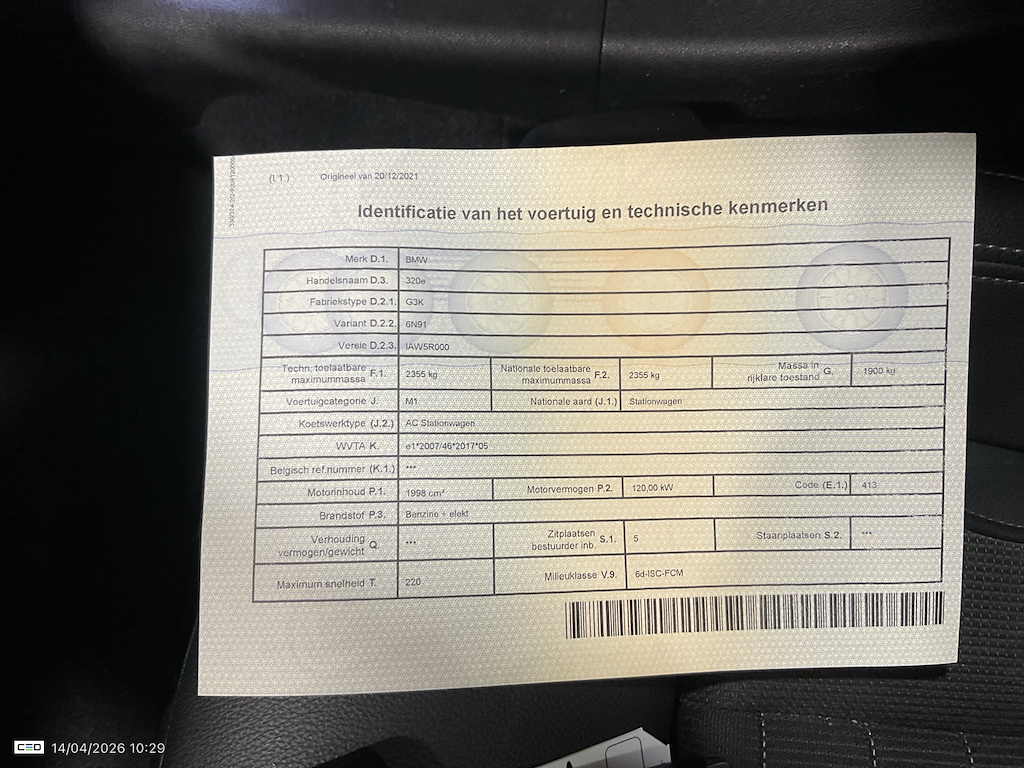 (I.1.) Origineel van 20/12/2021
Identificatie van het voertuig en technische kenmerken
Merk D.1. BMW
Handelsnaam D.3. 320e
Fabriekstype D.2.1. G3K
Variant D.2.2. 6N91
Versie D.2.3. IAW5R000
Techn. toelaatbare maximummassa F.1. 2355 kg Nationale toelaatbare maximummassa F.2. 2355 kg Massa in rijklare toestand G. 1900 kg
Voertuigcategorie J. M1 Nationale aard (J.1.) Stationwagen
Koetswerktype (J.2.) AC Stationwagen
WVTA K. e1*2007/46*2017*05
Belgisch ref.nummer (K.1.) ***
Motorinhoud P.1. 1998 cm³ Motorvermogen P.2. 120,00 kW Code (E.1.) 413
Brandstof P.3. Benzine + elekt
Verhouding vermogen/gewicht Q. *** Zitplaatsen bestuurder inb. S.1. 5 Staanplaatsen S.2. ***
Maximum snelheid T. 220 Milieuklasse V.9. 6d-ISC-FCM
CED 14/04/2026 10:29